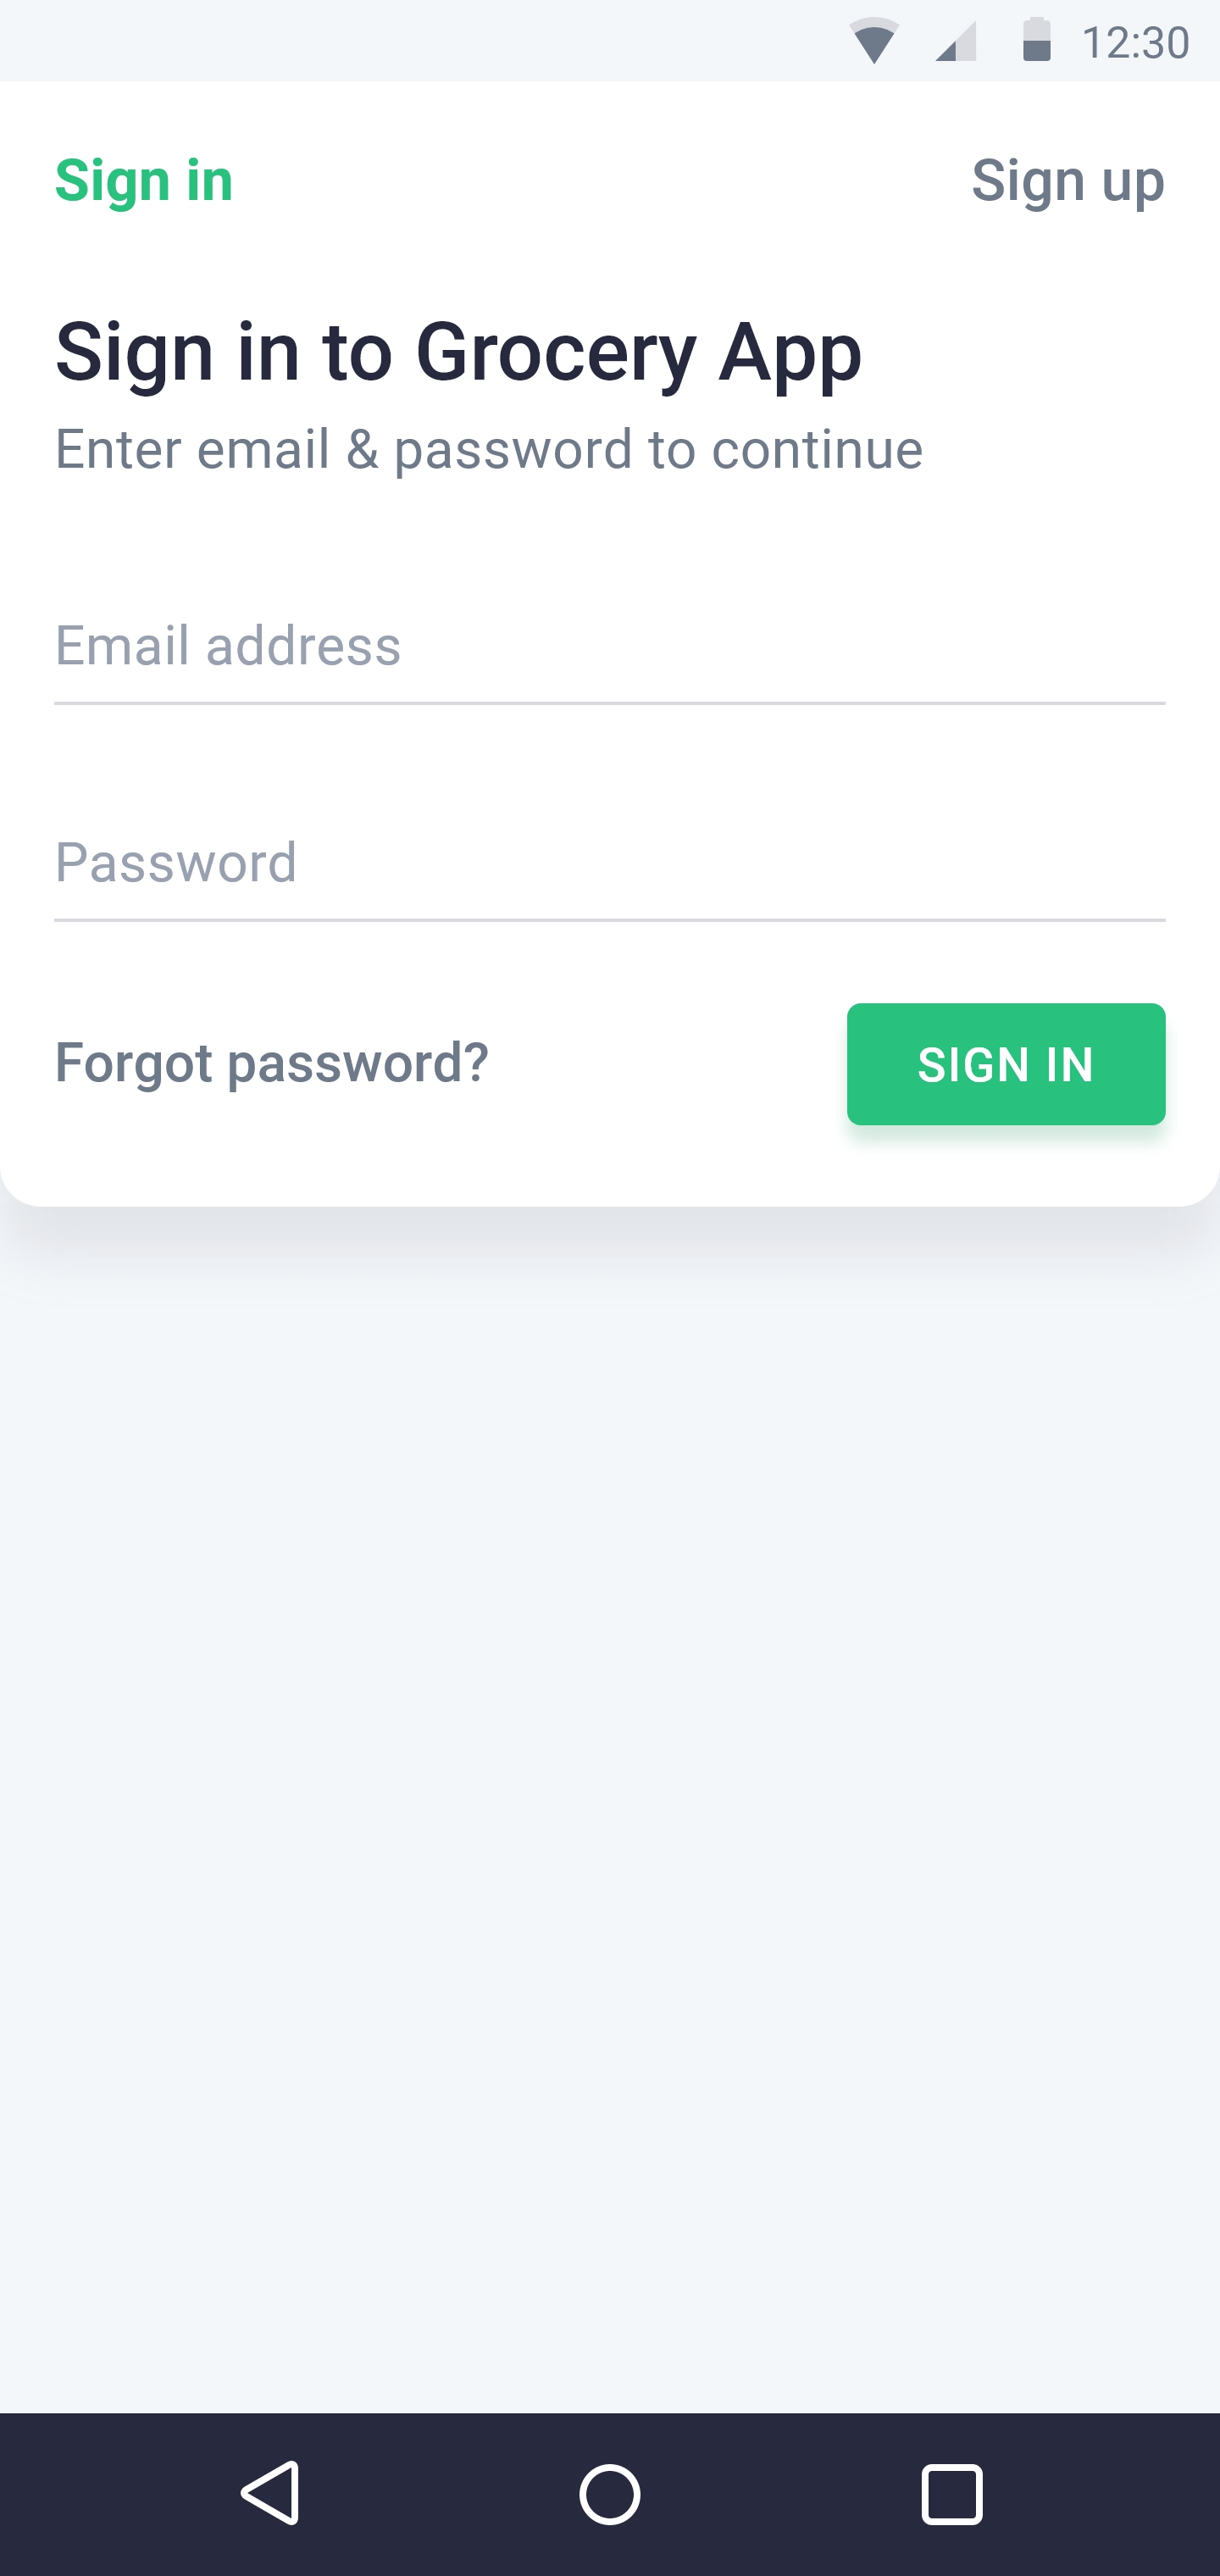 12:30
Sign in
Sign up
Sign in to Grocery App
Enter email & password to continue
Email address
Password
Forgot password?
SIGN IN